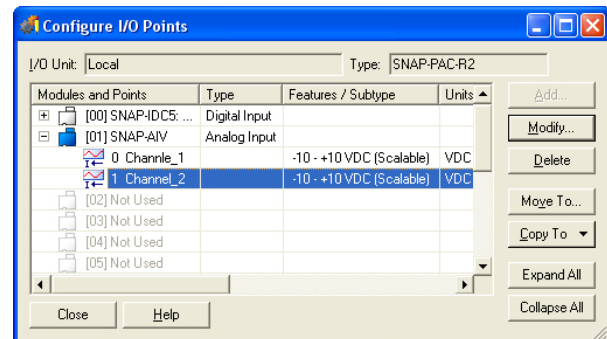 Configure I/O Points
I/O Unit: Local Type: SNAP-PAC-R2
Modules and Points Type Features / Subtype Units
[00] SNAP-IDC5: ... Digital Input
[01] SNAP-AIV Analog Input
0 Channle_1 -10 - +10 VDC (Scalable) VDC
1 Channel_2 -10 - +10 VDC (Scalable) VDC
[02] Not Used
[03] Not Used
[04] Not Used
[05] Not Used
Add...
Modify...
Delete
Move To...
Copy To
Expand All
Collapse All
Close Help